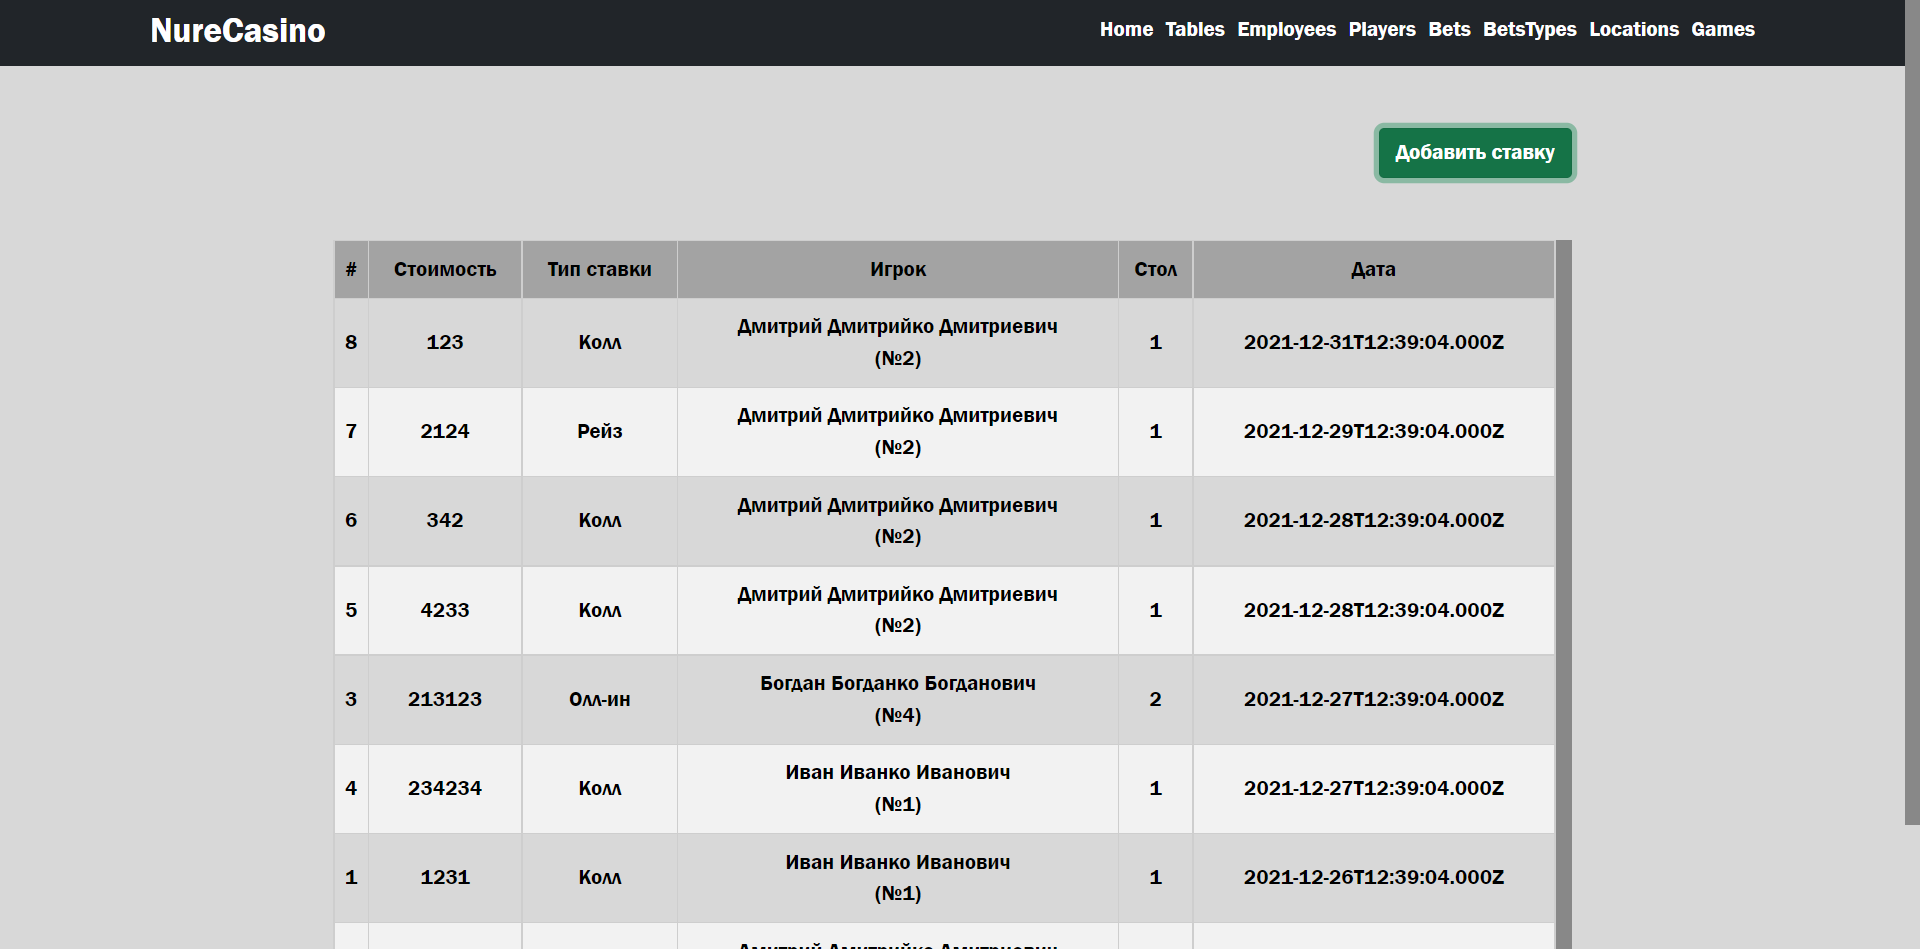 NureCasino
Home Tables Employees Players Bets BetsTypes Locations Games
Добавить ставку
# Стоимость Тип ставки Игрок Стол Дата
8 123 Колл Дмитрий Дмитрийко Дмитриевич (№2) 1 2021-12-31T12:39:04.000Z
7 2124 Рейз Дмитрий Дмитрийко Дмитриевич (№2) 1 2021-12-29T12:39:04.000Z
6 342 Колл Дмитрий Дмитрийко Дмитриевич (№2) 1 2021-12-28T12:39:04.000Z
5 4233 Колл Дмитрий Дмитрийко Дмитриевич (№2) 1 2021-12-28T12:39:04.000Z
3 213123 Олл-ин Богдан Богданко Богданович (№4) 2 2021-12-27T12:39:04.000Z
4 234234 Колл Иван Иванко Иванович (№1) 1 2021-12-27T12:39:04.000Z
1 1231 Колл Иван Иванко Иванович (№1) 1 2021-12-26T12:39:04.000Z
Дмитрий Дмитрийко Дмитриевич